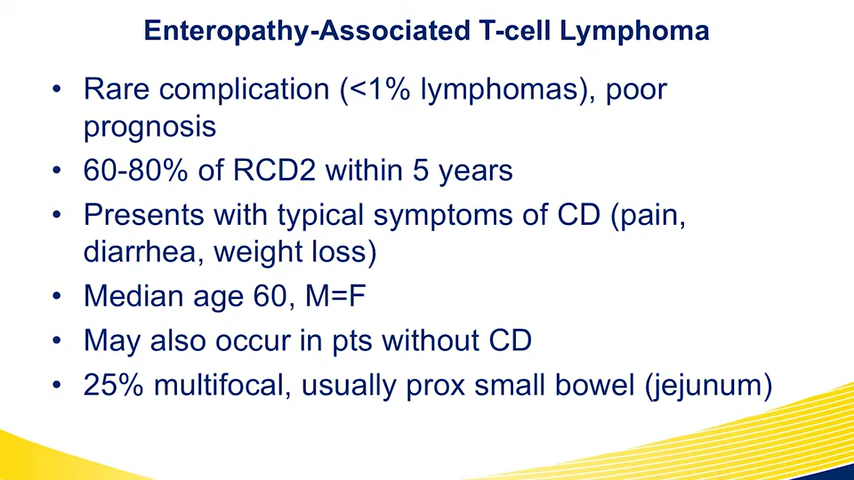 Enteropathy-Associated T-cell Lymphoma
• Rare complication (<1% lymphomas), poor
prognosis
• 60-80% of RCD2 within 5 years
• Presents with typical symptoms of CD (pain,
diarrhea, weight loss)
• Median age 60, M=F
• May also occur in pts without CD
• 25% multifocal, usually prox small bowel (jejunum)